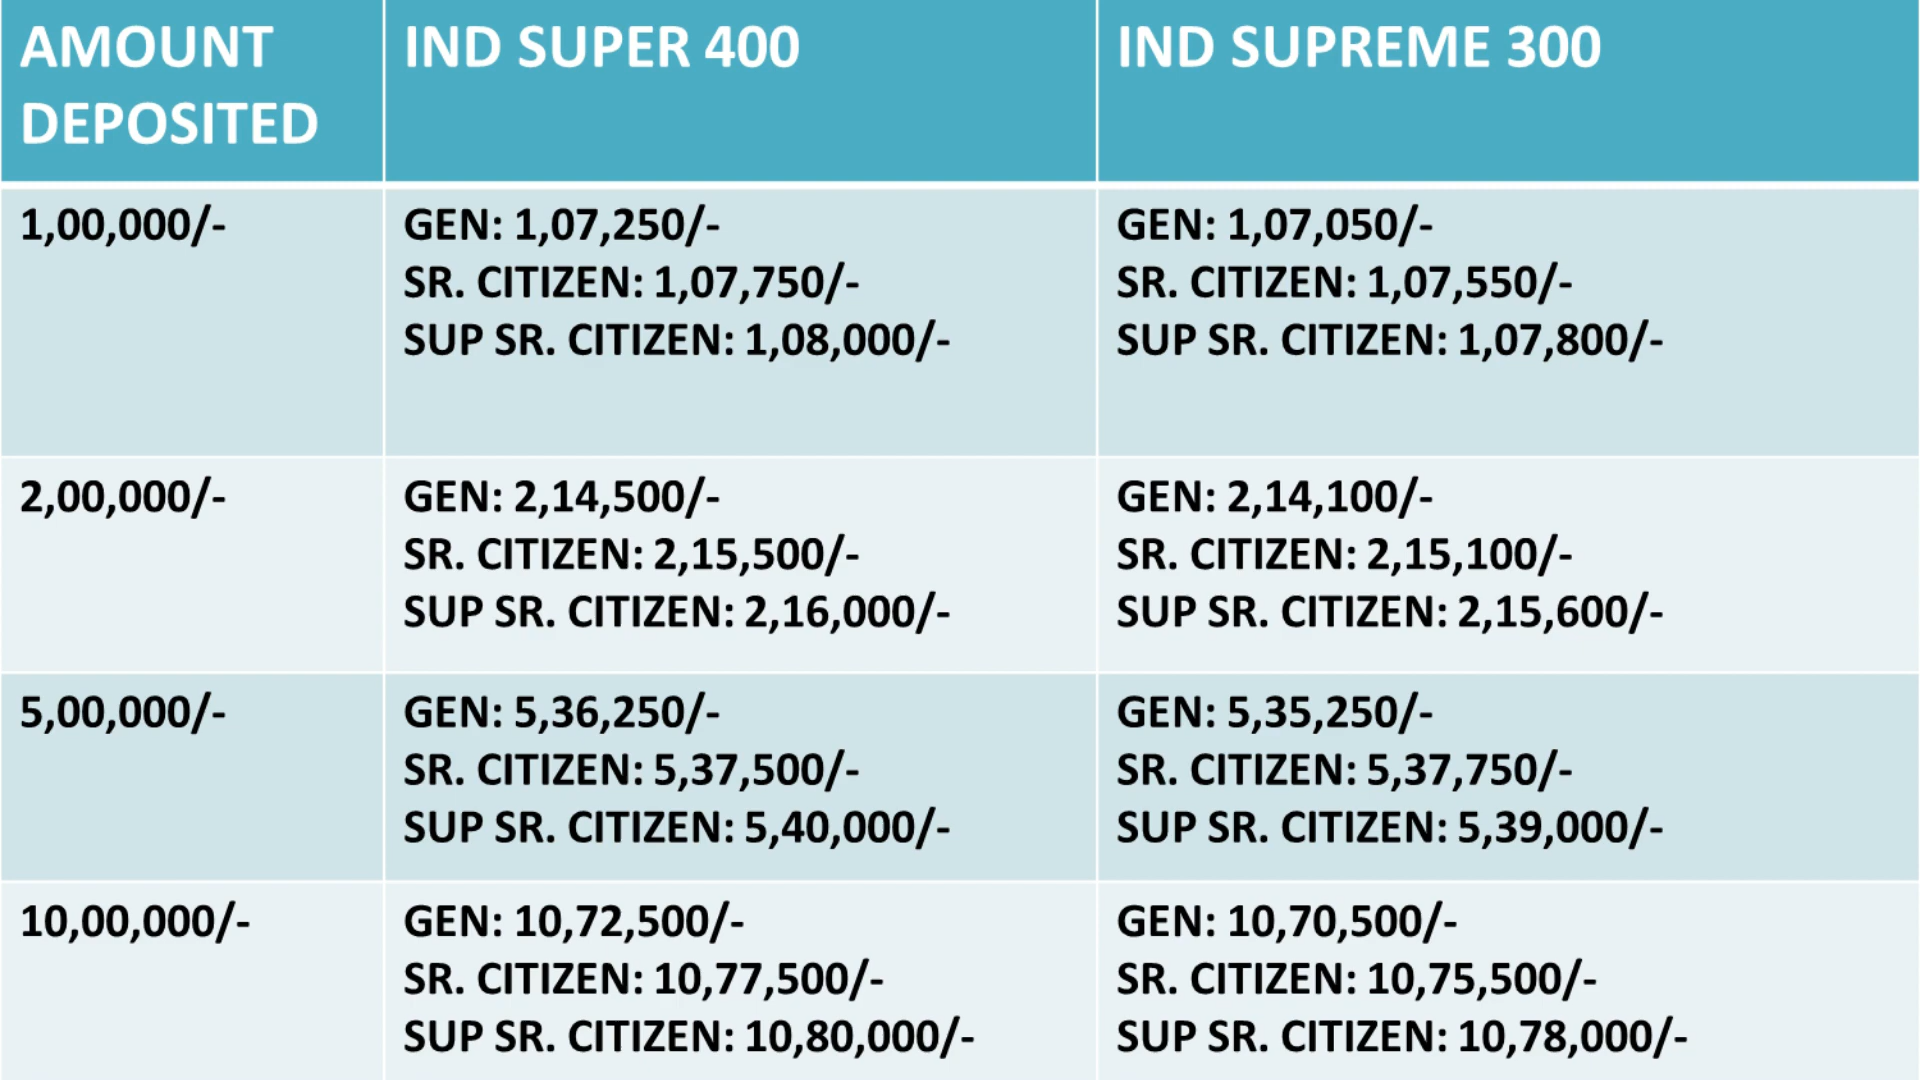 AMOUNT
DEPOSITED
IND SUPER 400
IND SUPREME 300
1,00,000/-
GEN: 1,07,250/-
SR. CITIZEN: 1,07,750/-
SUP SR. CITIZEN: 1,08,000/-
GEN: 1,07,050/-
SR. CITIZEN: 1,07,550/-
SUP SR. CITIZEN: 1,07,800/-
2,00,000/-
GEN: 2,14,500/-
SR. CITIZEN: 2,15,500/-
SUP SR. CITIZEN: 2,16,000/-
GEN: 2,14,100/-
SR. CITIZEN: 2,15,100/-
SUP SR. CITIZEN: 2,15,600/-
5,00,000/-
GEN: 5,36,250/-
SR. CITIZEN: 5,37,500/-
SUP SR. CITIZEN: 5,40,000/-
GEN: 5,35,250/-
SR. CITIZEN: 5,37,750/-
SUP SR. CITIZEN: 5,39,000/-
10,00,000/-
GEN: 10,72,500/-
SR. CITIZEN: 10,77,500/-
SUP SR. CITIZEN: 10,80,000/-
GEN: 10,70,500/-
SR. CITIZEN: 10,75,500/-
SUP SR. CITIZEN: 10,78,000/-